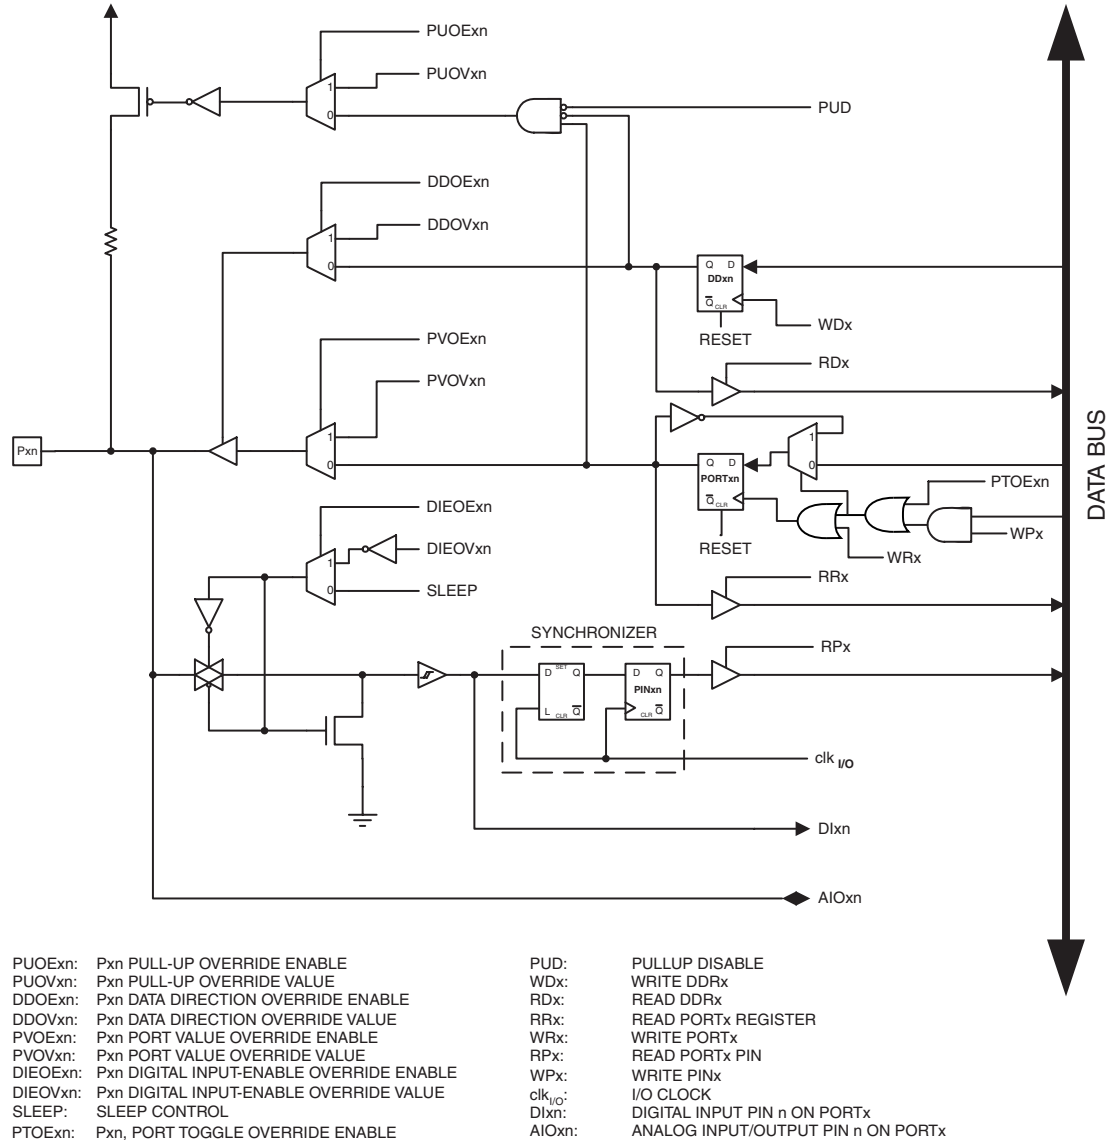 PUOExn
PUOVxn
1
0
PUD
DDOExn
DDOVxn
1
0
Q D
DDxn
Q CLR
RESET
WDx
RDx
PVOExn
PVOVxn
1
0
Pxn
1
0
Q D
PORTxn
Q CLR
RESET
PTOExn
WPx
WRx
RRx
DATA BUS
DIEOExn
DIEOVxn
1
0
SLEEP
SYNCHRONIZER
D SET Q
L CLR Q
D Q
PINxn
CLR Q
RPx
clk I/O
DIxn
AIOxn
PUOExn: Pxn PULL-UP OVERRIDE ENABLE
PUOVxn: Pxn PULL-UP OVERRIDE VALUE
DDOExn: Pxn DATA DIRECTION OVERRIDE ENABLE
DDOVxn: Pxn DATA DIRECTION OVERRIDE VALUE
PVOExn: Pxn PORT VALUE OVERRIDE ENABLE
PVOVxn: Pxn PORT VALUE OVERRIDE VALUE
DIEOExn: Pxn DIGITAL INPUT-ENABLE OVERRIDE ENABLE
DIEOVxn: Pxn DIGITAL INPUT-ENABLE OVERRIDE VALUE
SLEEP: SLEEP CONTROL
PTOExn: Pxn, PORT TOGGLE OVERRIDE ENABLE
PUD: PULLUP DISABLE
WDx: WRITE DDRx
RDx: READ DDRx
RRx: READ PORTx REGISTER
WRx: WRITE PORTx
RPx: READ PORTx PIN
WPx: WRITE PINx
clkI/O: I/O CLOCK
DIxn: DIGITAL INPUT PIN n ON PORTx
AIOxn: ANALOG INPUT/OUTPUT PIN n ON PORTx